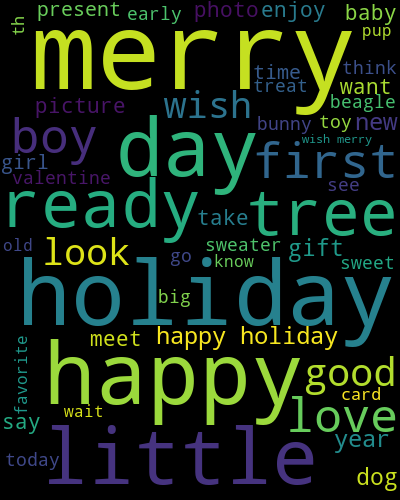 present early photo enjoy baby
th merry pup
time think
treat want
picture wish beagle
boy day bunny toy new
wish merry
girl first
valentine see
ready take tree
old look go sweater gift
know sweet
holiday
big
meet happy holiday
favorite happy good
card
wait love
say year
little
today dog